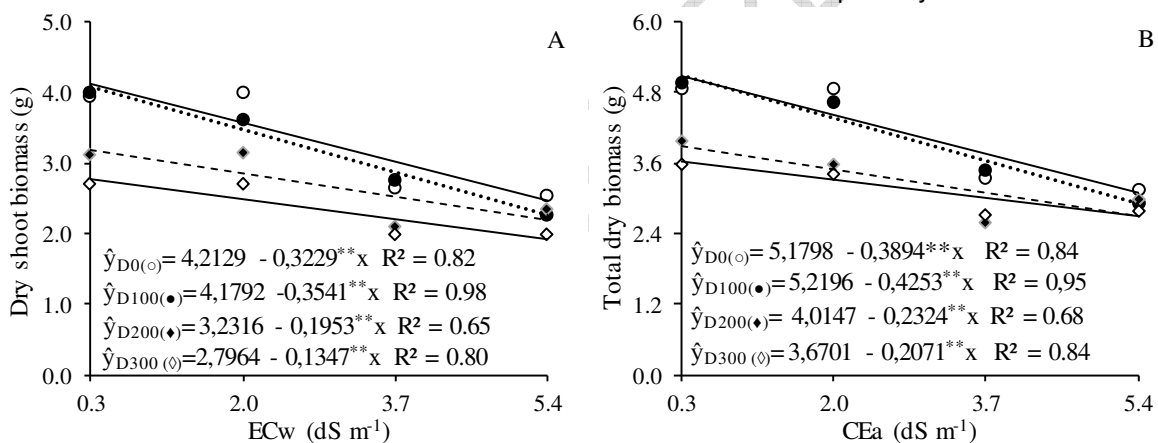 A
Dry shoot biomass (g)
5.0
4.0
3.0
2.0
1.0
0.0
ŷD0(○)= 4,2129 - 0,3229**x R² = 0.82
ŷD100(●)= 4.1792 -0.3541**x R² = 0.98
ŷD200(♦)=3,2316 - 0,1953**x R² = 0.65
ŷD300 (◊)=2,7964 - 0,1347**x R² = 0.80
0.3 2.0 3.7 5.4
ECw (dS m⁻¹)
B
Total dry biomass (g)
6.0
4.8
3.6
2.4
1.2
0.0
ŷD0(○)= 5,1798 - 0.3894**x R² = 0,84
ŷD100(●)= 5.2196 - 0.4253**x R² = 0,95
ŷD200(♦)= 4.0147 - 0.2324**x R² = 0.68
ŷD300 (◊)= 3.6701 - 0.2071** x R² = 0.84
0.3 2.0 3.7 5.4
CEa (dS m⁻¹)